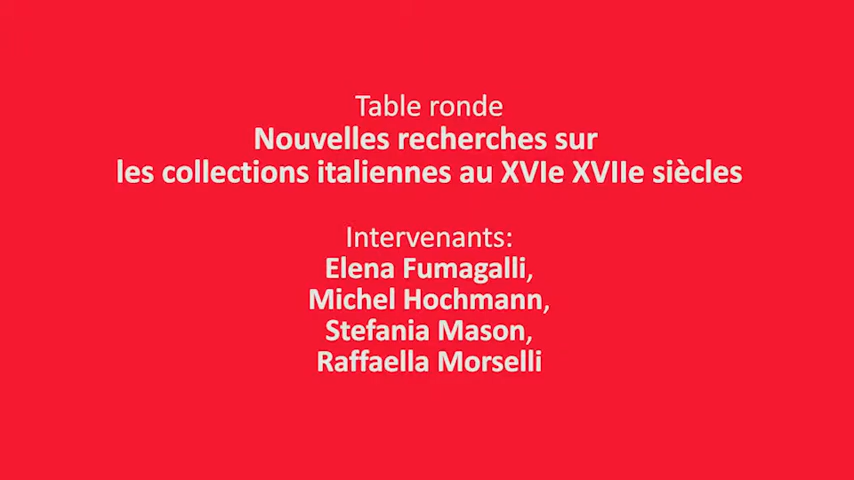 Table ronde
Nouvelles recherches sur
les collections italiennes au XVIe XVIIe siècles
Intervenants:
Elena Fumagalli,
Michel Hochmann,
Stefania Mason,
Raffaella Morselli